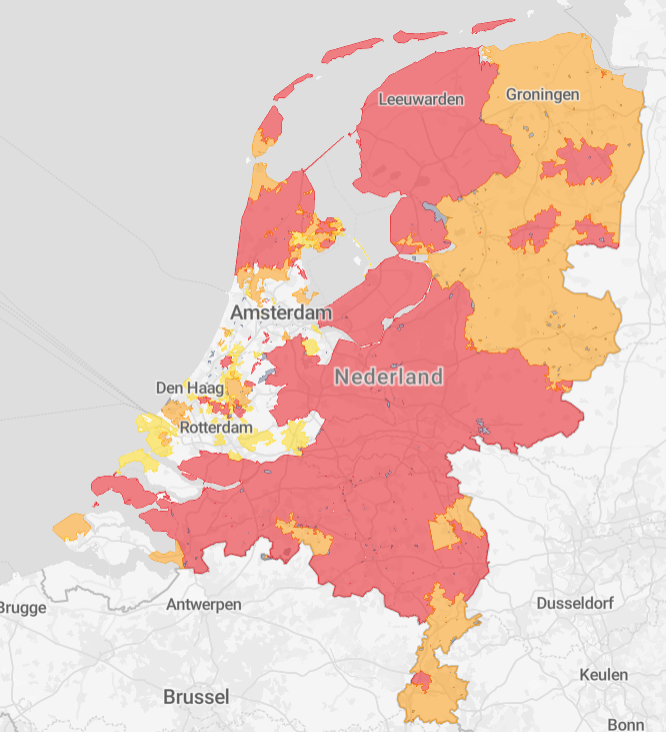 Leeuwarden
Groningen
Amsterdam
Nederland
Den Haag
Rotterdam
Brugge
Antwerpen
Dusseldorf
Keulen
Brussel
Bonn